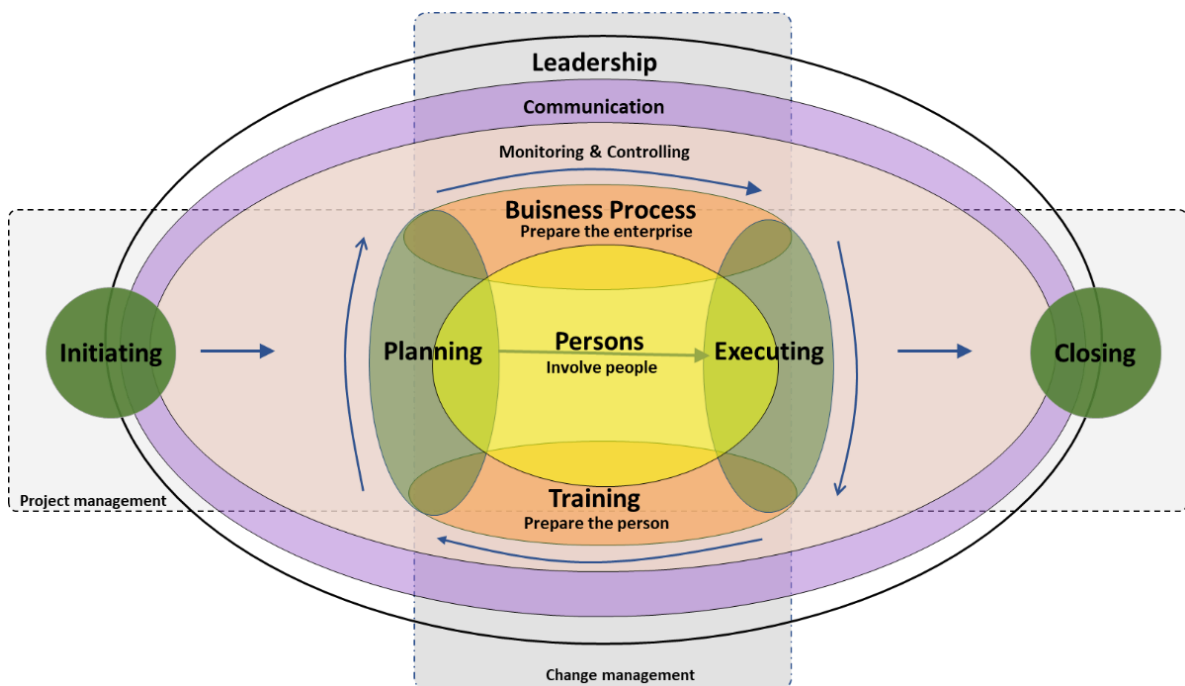 Leadership
Communication
Monitoring & Controlling
Buisness Process
Prepare the enterprise
Initiating
Planning
Persons
Involve people
Executing
Closing
Training
Prepare the person
Project management
Change management